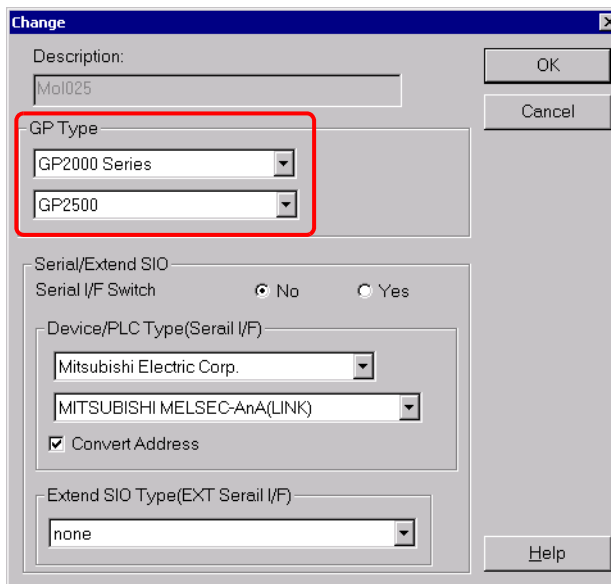 Change
Description:
Mol025
OK
Cancel
GP Type
GP2000 Series
GP2500
Serial/Extend SIO
Serial I/F Switch No Yes
Device/PLC Type(Serail I/F)
Mitsubishi Electric Corp.
MITSUBISHI MELSEC-AnA(LINK)
Convert Address
Extend SIO Type(EXT Serail I/F)
none
Help